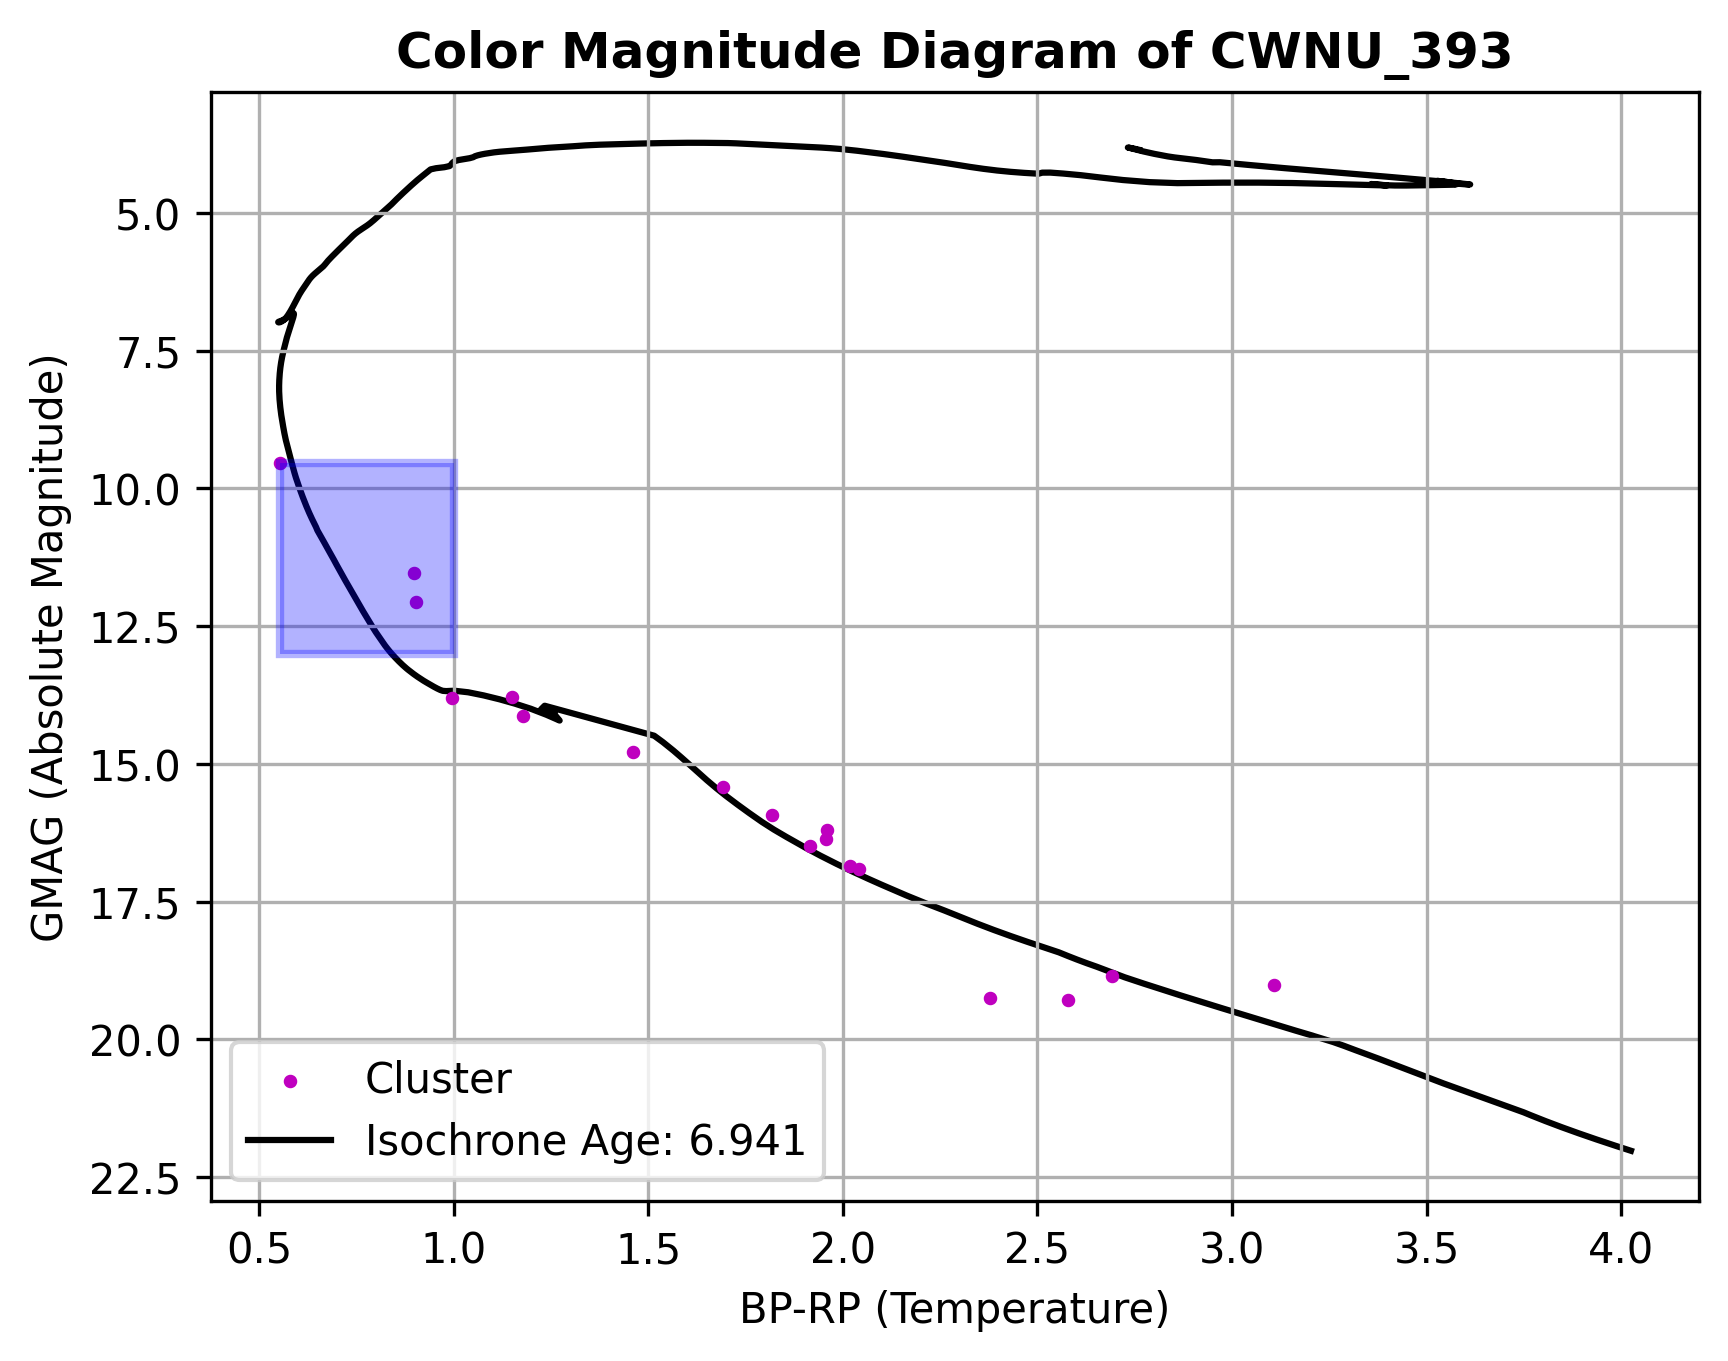 Color Magnitude Diagram of CWNU_393
GMAG (Absolute Magnitude)
5.0
7.5
10.0
12.5
15.0
17.5
20.0
22.5
Cluster
Isochrone Age: 6.941
0.5 1.0 1.5 2.0 2.5 3.0 3.5 4.0
BP-RP (Temperature)